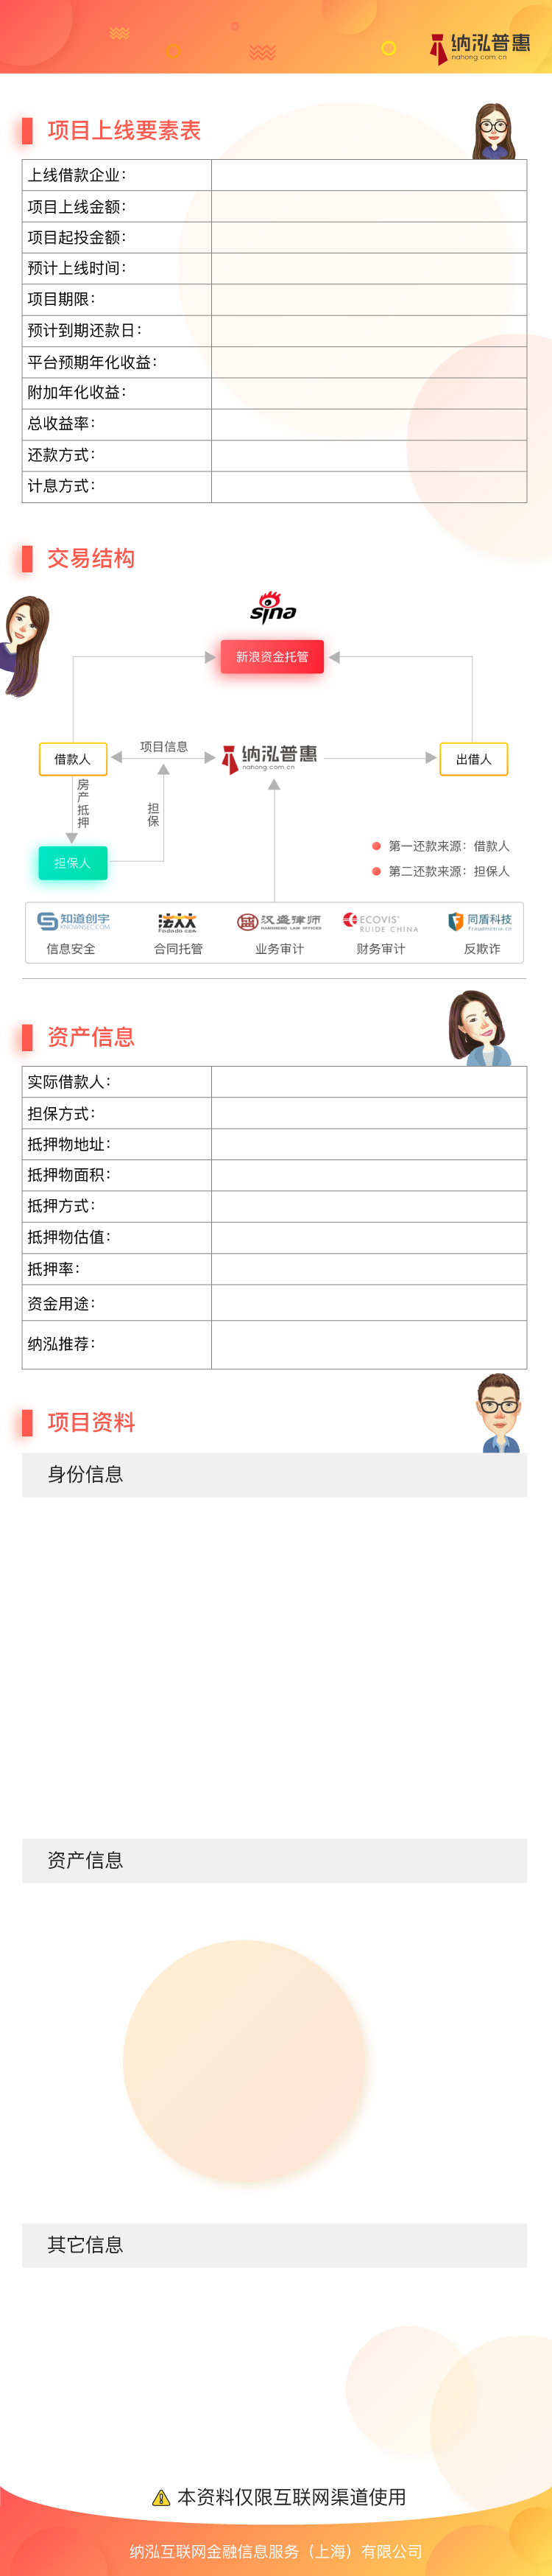 纳泓普惠
nahong.com.cn
项目上线要素表
上线借款企业:
项目上线金额:
项目起投金额:
预计上线时间:
项目期限:
预计到期还款日:
平台预期年化收益:
附加年化收益:
总收益率:
还款方式:
计息方式:
交易结构
sina
新浪资金托管
借款人
项目信息
纳泓普惠
nahong.com.cn
出借人
房产抵押
担保
担保人
第一还款来源: 借款人
第二还款来源: 担保人
知道创宇
KNOWNSEC.COM
法大大
Fadada.com
汉盛律师
HANSHENG LAW OFFICES
ECOVIS
RUIDE CHINA
同盾科技
Fraudmetrix.cn
信息安全
合同托管
业务审计
财务审计
反欺诈
资产信息
实际借款人:
担保方式:
抵押物地址:
抵押物面积:
抵押方式:
抵押物估值:
抵押率:
资金用途:
纳泓推荐:
项目资料
身份信息
资产信息
其它信息
本资料仅限互联网渠道使用
纳泓互联网金融信息服务（上海）有限公司